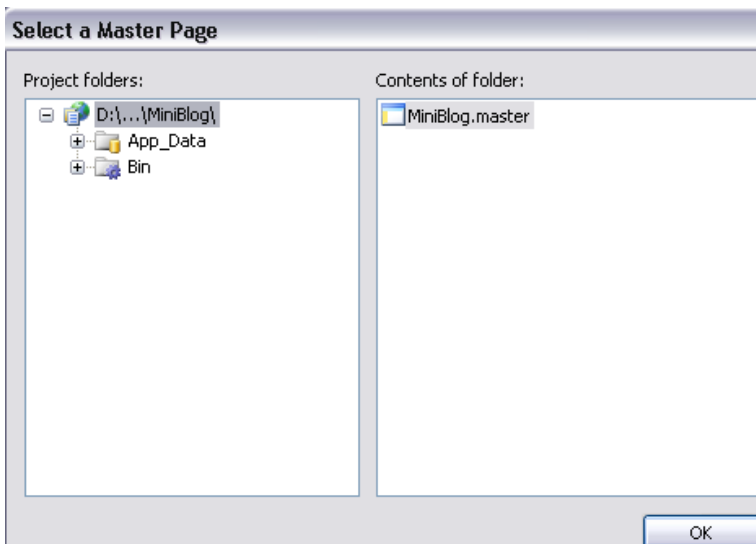 Select a Master Page
Project folders:
Contents of folder:
D:\...\MiniBlog\
App_Data
Bin
MiniBlog.master
OK